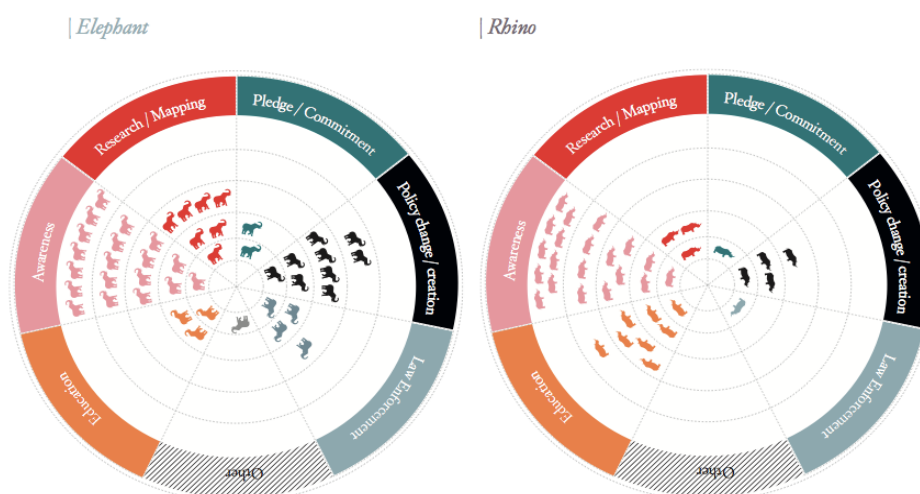 | Elephant
| Rhino
Research / Mapping
Pledge / Commitment
Policy change / creation
Law Enforcement
Other
Education
Awareness
Research / Mapping
Pledge / Commitment
Policy change / creation
Law Enforcement
Other
Education
Awareness